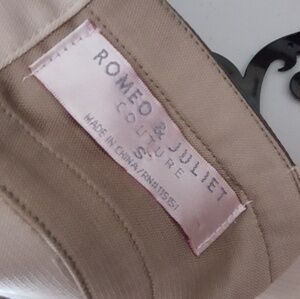 ROMEO & JULIET
COUTURE
S
MADE IN CHINA/RN#115151